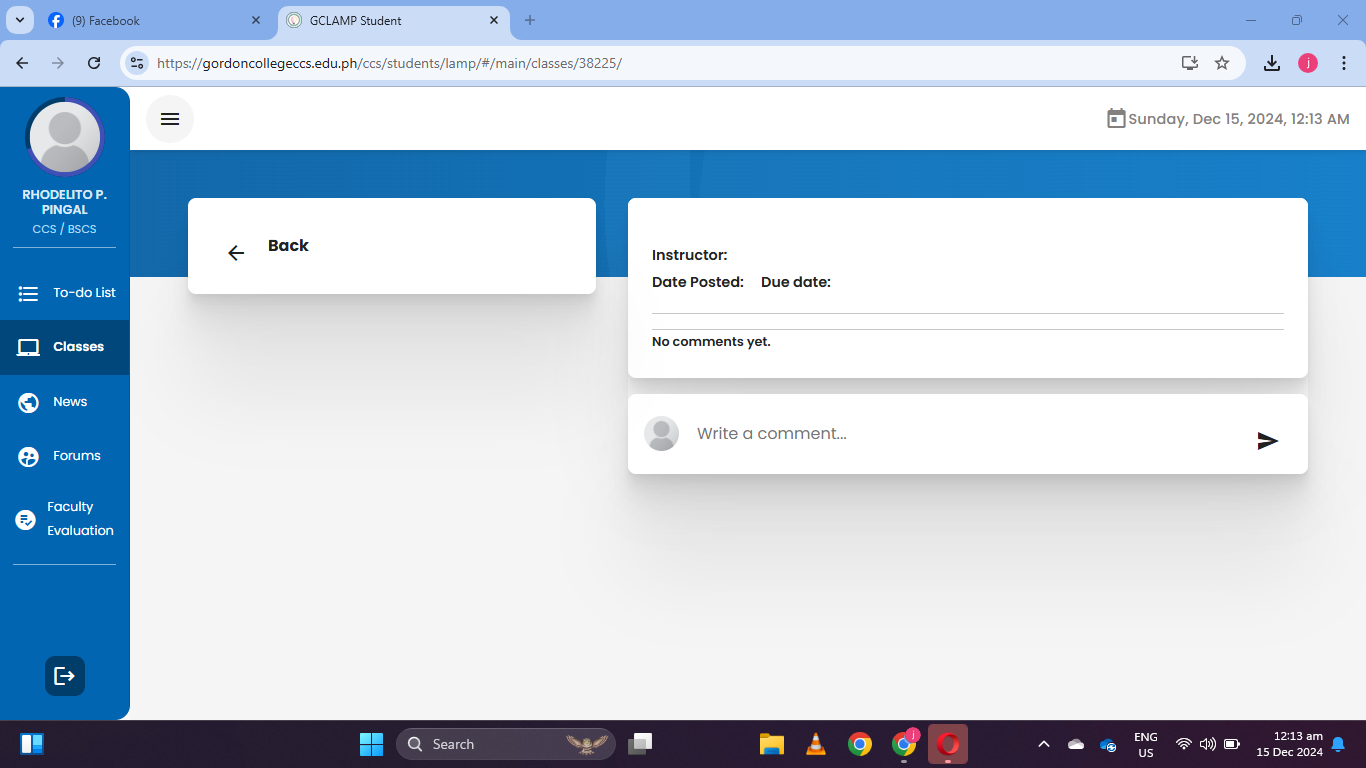 (9) Facebook
GCLAMP Student
https://gordoncollegeccs.edu.ph/ccs/students/lamp/#/main/classes/38225/
j
Sunday, Dec 15, 2024, 12:13 AM
RHODELITO P.
PINGAL
CCS / BSCS
To-do List
Classes
News
Forums
Faculty
Evaluation
Back
Instructor:
Date Posted: Due date:
No comments yet.
Write a comment...
Search
j
ENG
US
12:13 am
15 Dec 2024